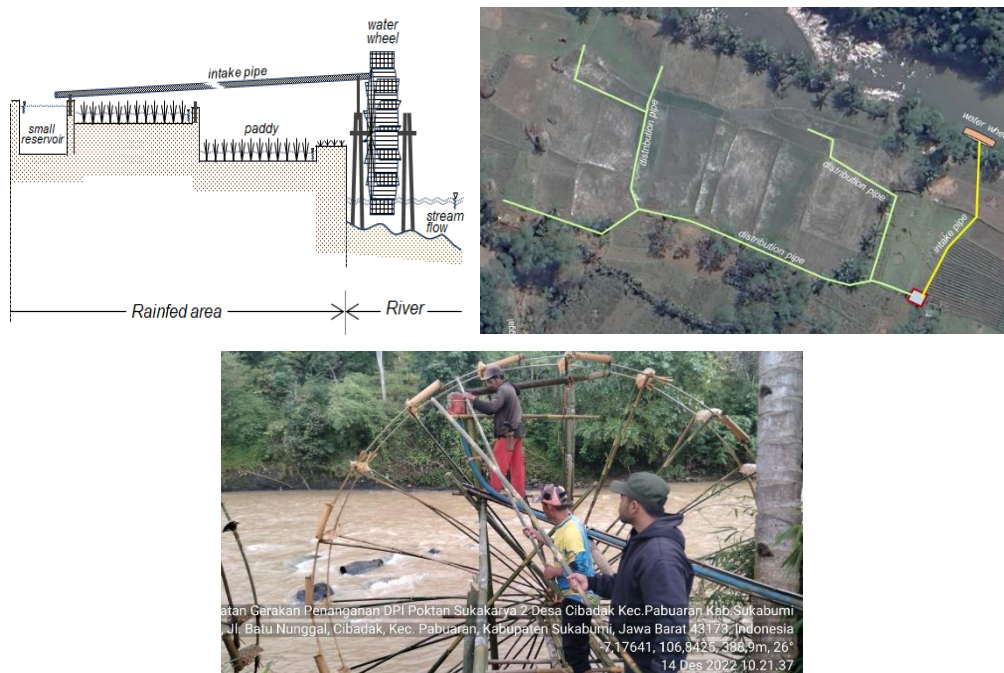 water
wheel
intake pipe
small
reservoir
paddy
stream
flow
Rainfed area
River
water whe
distribution pipe
distribution pipe
intake pipe
distribution pipe
gal
atan Gerakan Penanganan DPI Poktan Sukakarya 2 Desa Cibadak Kec.Pabuaran Kab.Sukabumi
, Jl. Batu Nunggal, Cibadak, Kec. Pabuaran, Kabupaten Sukabumi, Jawa Barat 43173, Indonesia
-7,17641, 106,8425, 388,9m, 26°
14 Des 2022 10.21.37